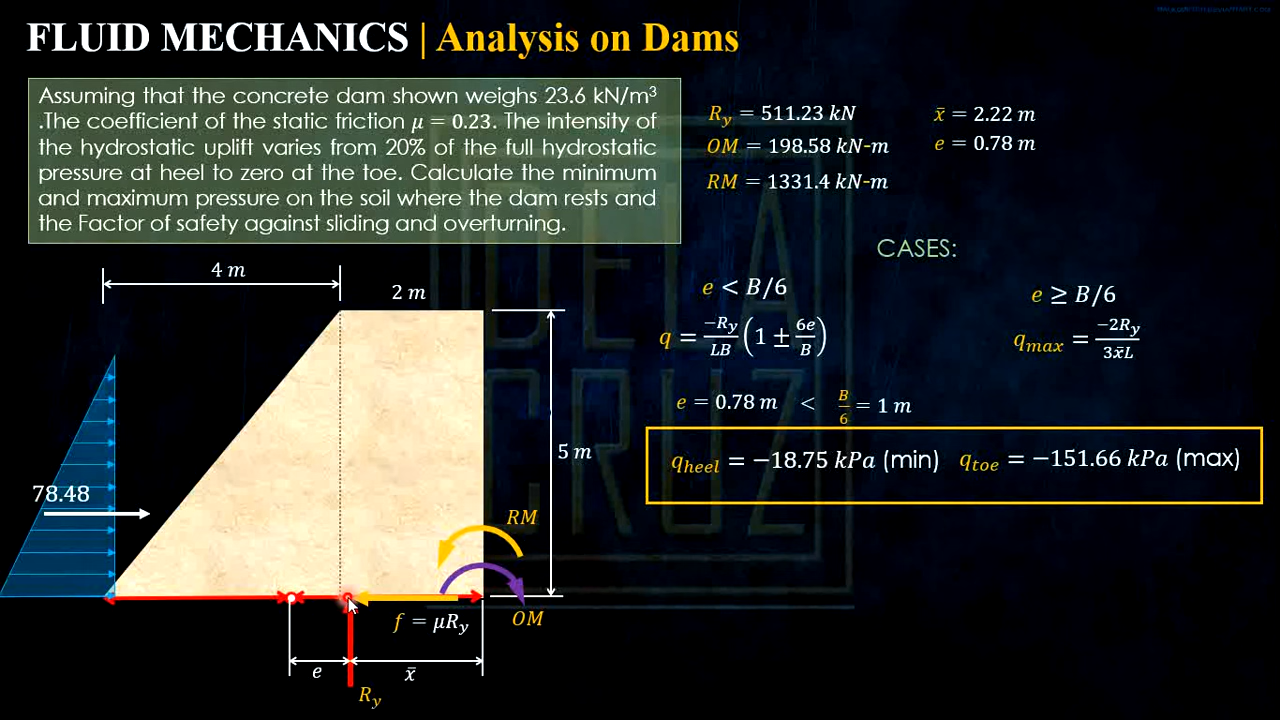 FLUID MECHANICS | Analysis on Dams
Assuming that the concrete dam shown weighs 23.6 kN/m³
.The coefficient of the static friction μ = 0.23. The intensity of
the hydrostatic uplift varies from 20% of the full hydrostatic
pressure at heel to zero at the toe. Calculate the minimum
and maximum pressure on the soil where the dam rests and
the Factor of safety against sliding and overturning.
R_y = 511.23 kN
x̄ = 2.22 m
OM = 198.58 kN-m
e = 0.78 m
RM = 1331.4 kN-m
CASES:
e < B/6
e ≥ B/6
q = -R_y/LB (1 ± 6e/B)
q_max = -2R_y/3x̄L
e = 0.78 m < B/6 = 1 m
q_heel = −18.75 kPa (min) q_toe = −151.66 kPa (max)
4 m
2 m
5 m
78.48
RM
f = μR_y
OM
e
x̄
R_y
DELA
CRUZ